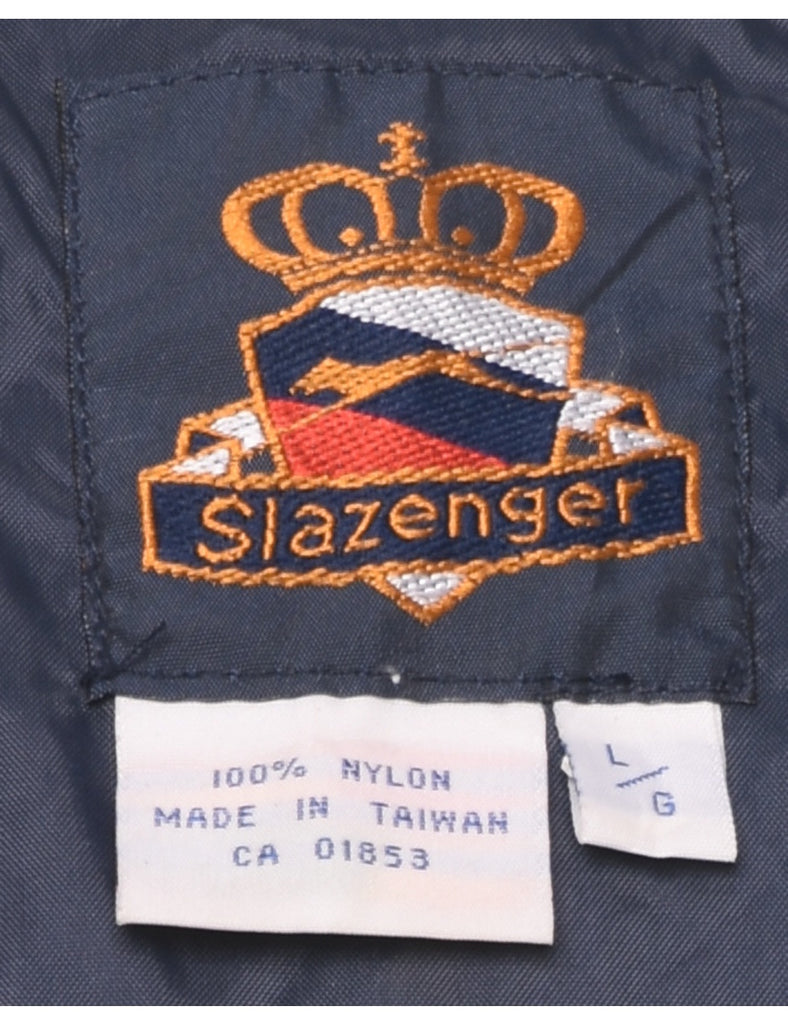 Slazenger
100% NYLON
MADE IN TAIWAN
CA 01853
L/G